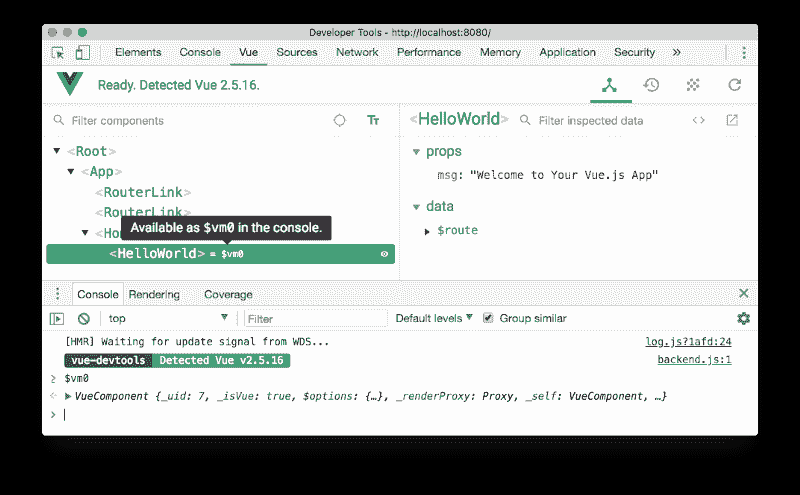 Developer Tools - http://localhost:8080/
Elements Console Vue Sources Network Performance Memory Application Security »
Ready. Detected Vue 2.5.16.
Filter components
<HelloWorld> Filter inspected data <>
<Root>
<App>
<RouterLink>
<RouterLink>
<Ho
Available as $vm0 in the console.
<HelloWorld> = $vm0
props
msg: "Welcome to Your Vue.js App"
data
$route
Console Rendering Coverage
top Filter Default levels Group similar
[HMR] Waiting for update signal from WDS... log.js?1afd:24
vue-devtools Detected Vue v2.5.16 backend.js:1
> $vm0
VueComponent {_uid: 7, _isVue: true, $options: {…}, _renderProxy: Proxy, _self: VueComponent, …}
>